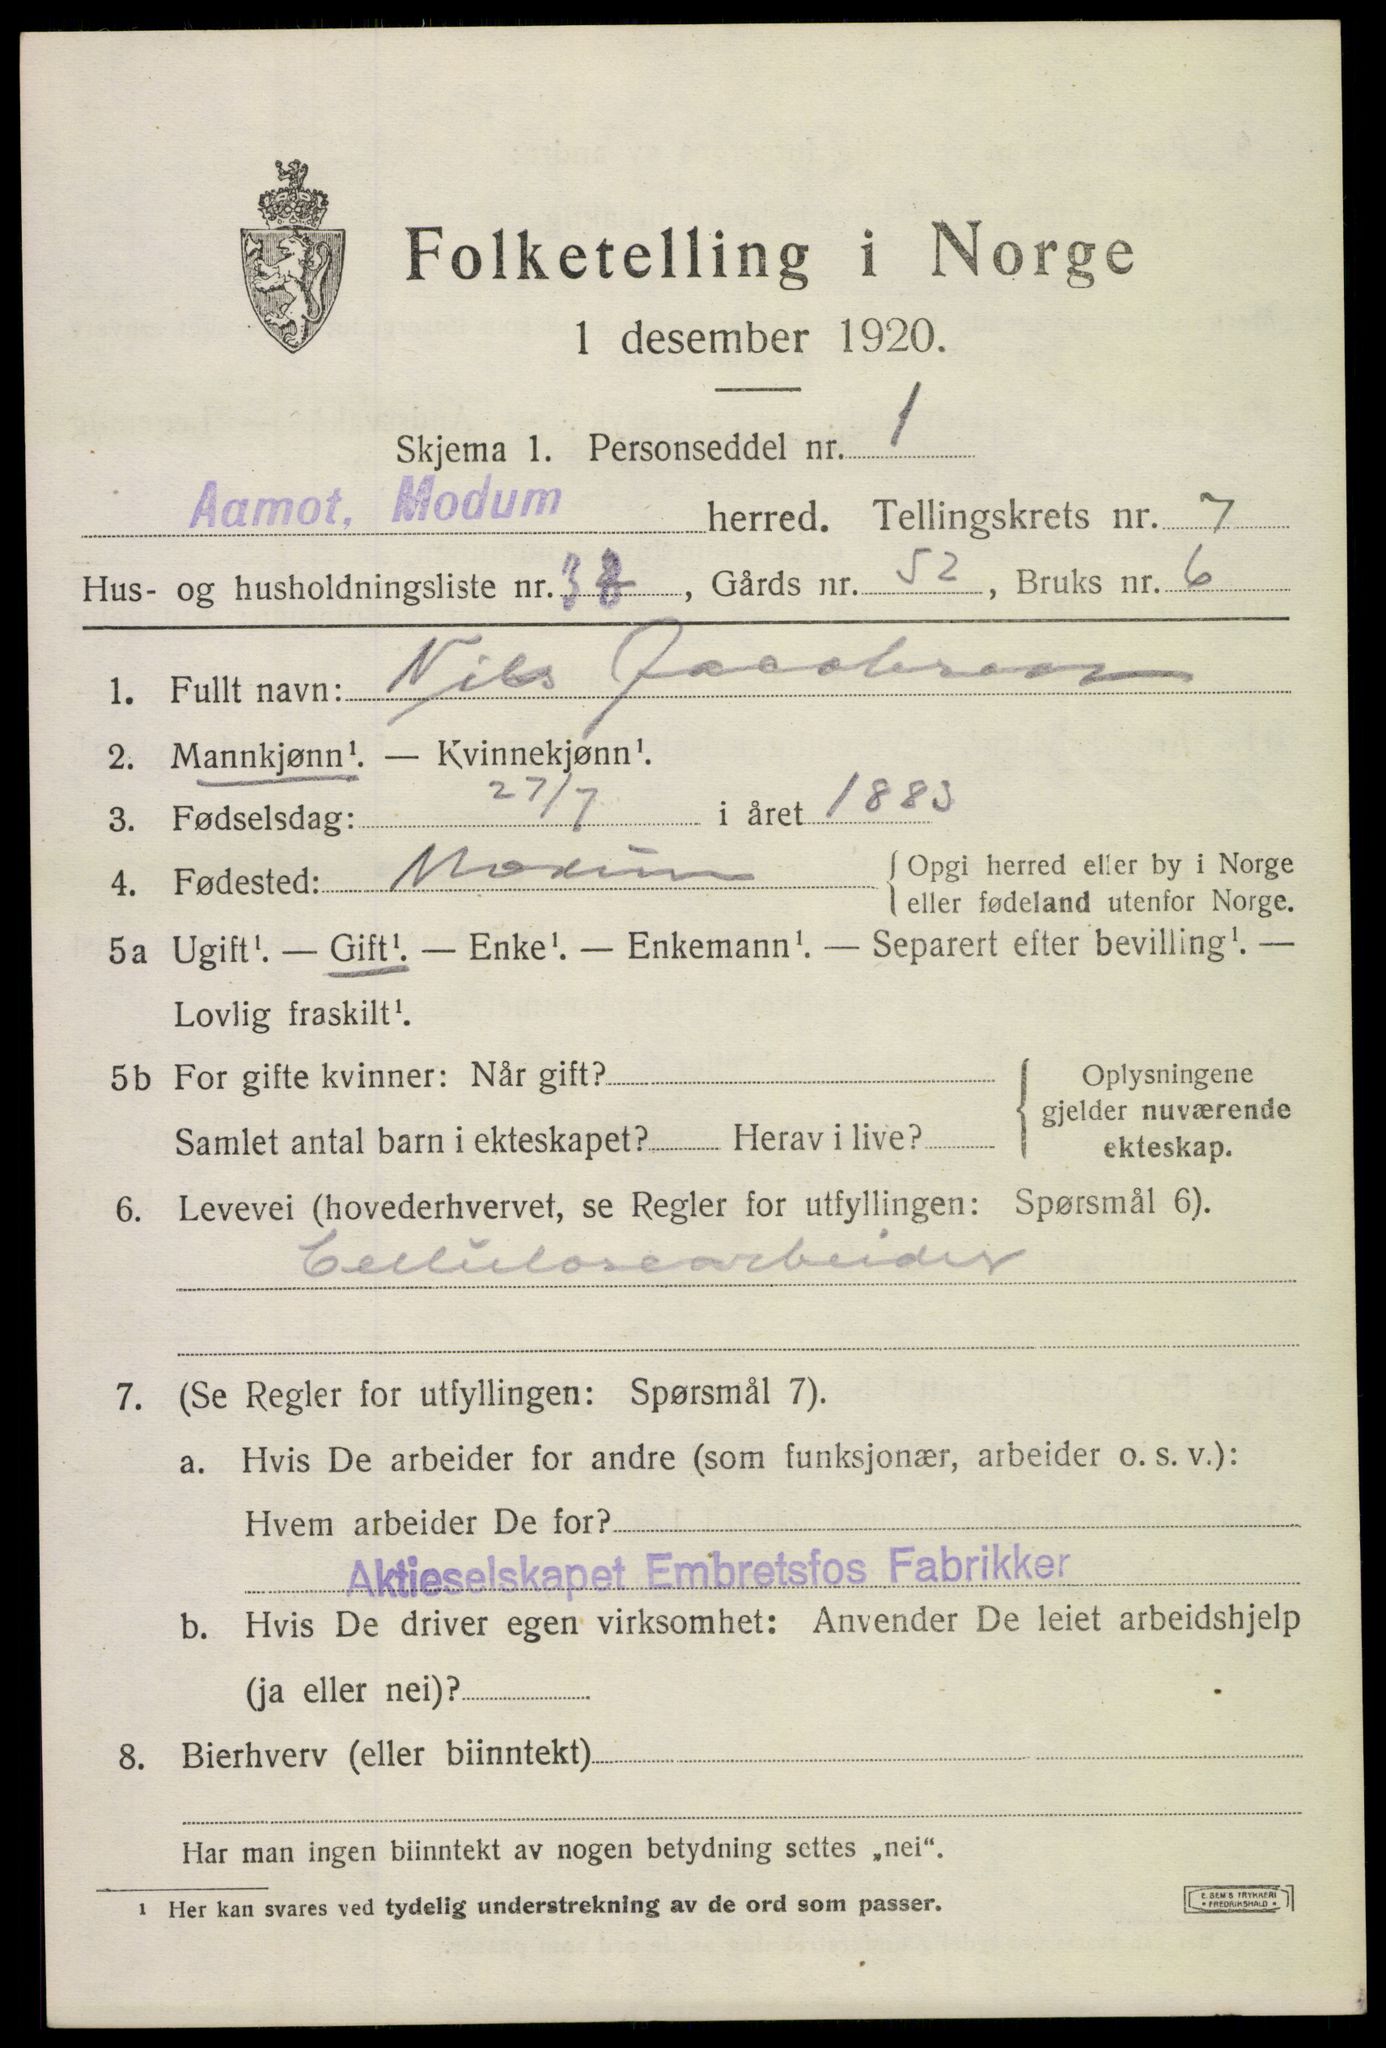 Folketelling i Norge
1 desember 1920.
Skjema 1. Personseddel nr. 1
Aamot, Modum herred. Tellingskrets nr. 7
Hus- og husholdningsliste nr. , Gårds nr. 52, Bruks nr. 6
1. Fullt navn: Nils Jacobsen
2. Mannkjønn¹. — Kvinnekjønn¹.
3. Fødselsdag: 27/7 i året 1883
4. Fødested: Modum { Opgi herred eller by i Norge
eller fødeland utenfor Norge.
5a Ugift¹. — Gift¹. — Enke¹. — Enkemann¹. — Separert efter bevilling¹. —
Lovlig fraskilt¹.
5b For gifte kvinner: Når gift?
Samlet antal barn i ekteskapet? Herav i live?
{ Oplysningene
gjelder nuværende
ekteskap.
6. Levevei (hovederhvervet, se Regler for utfyllingen: Spørsmål 6).
Cellulosearbeider
7. (Se Regler for utfyllingen: Spørsmål 7).
a. Hvis De arbeider for andre (som funksjonær, arbeider o. s. v.):
Hvem arbeider De for?
Aktieselskapet Embretsfos Fabrikker
b. Hvis De driver egen virksomhet: Anvender De leiet arbeidshjelp
(ja eller nei)?
8. Bierhverv (eller biinntekt)
Har man ingen biinntekt av nogen betydning settes „nei“.
¹ Her kan svares ved tydelig understrekning av de ord som passer.
E. SEM'S TRYKKERI
* FREDRIKSHALD *